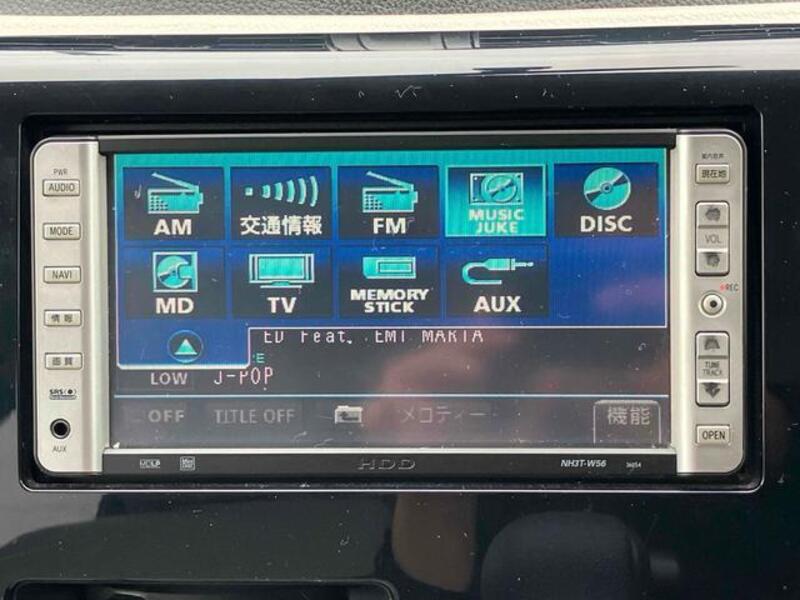 PWR
AUDIO
MODE
NAVI
情報
画質
SRS
AUX
AM
交通情報
FM
MUSIC
JUKE
DISC
MD
TV
MEMORY
STICK
AUX
ED Feat. EMI MARIA
LOW J-POP
OFF TITLE OFF メロディー 機能
MDLP HDD NH3T-W56 36054
現在地
VOL
REC
TUNE
TRACK
OPEN